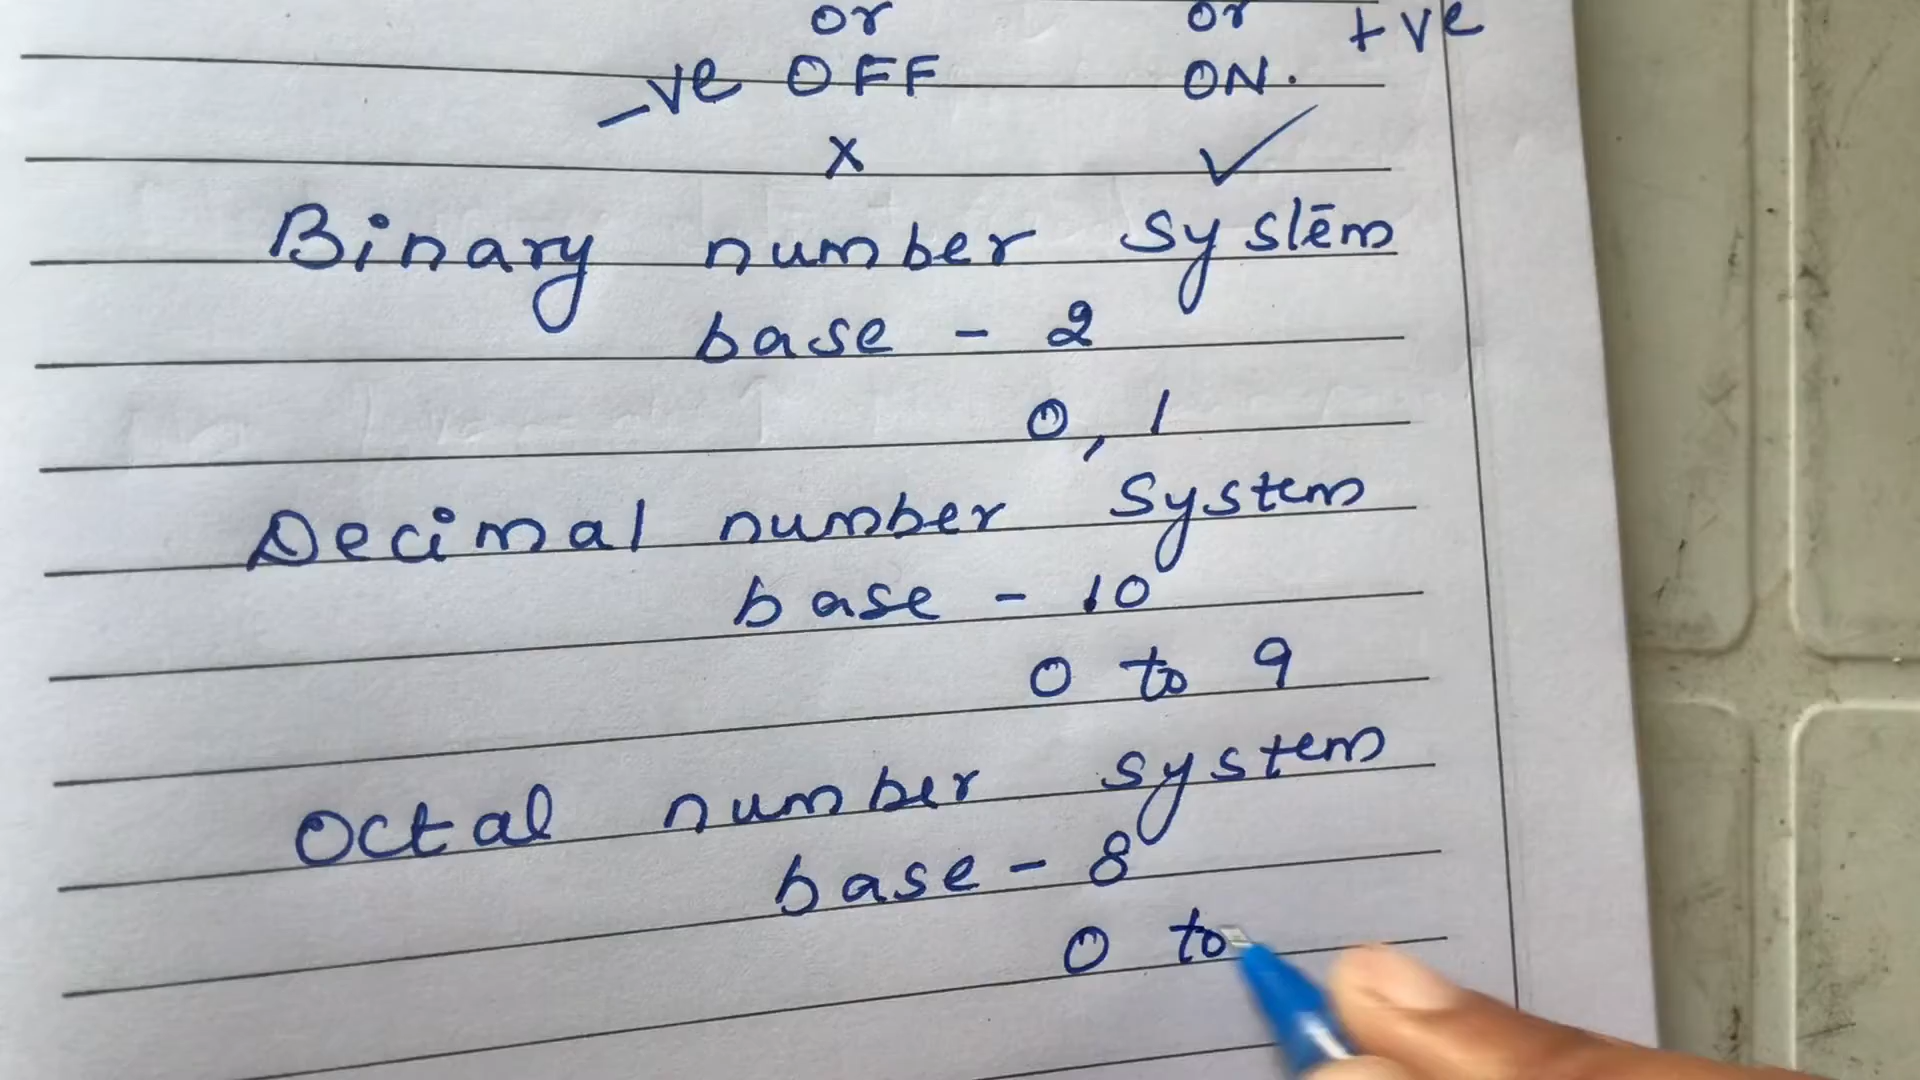 or or +ve
-ve OFF ON.
x ✓
Binary number system
base - 2
0, 1
Decimal number system
base - 10
0 to 9
Octal number system
base - 8
0 to